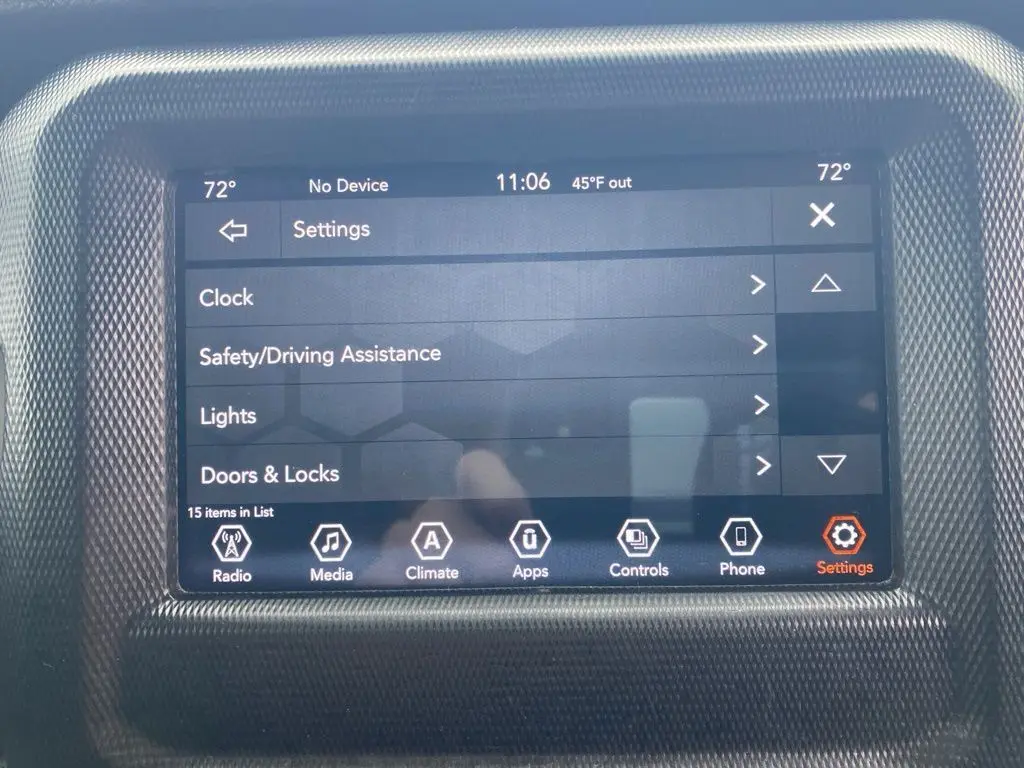 72° No Device 11:06 45°F out 72°
Settings
Clock
Safety/Driving Assistance
Lights
Doors & Locks
15 items in List
A ū
Radio Media Climate Apps Controls Phone Settings